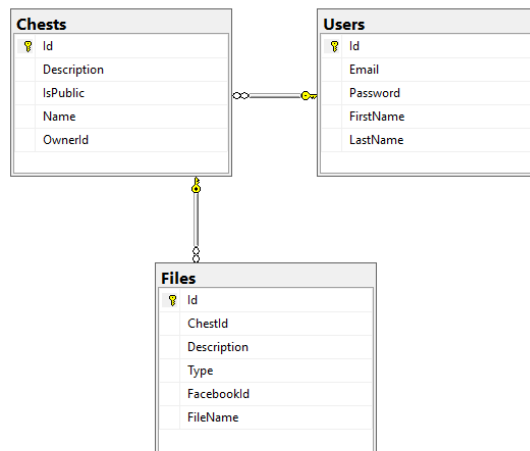 Chests
Id
Description
IsPublic
Name
OwnerId
Users
Id
Email
Password
FirstName
LastName
Files
Id
ChestId
Description
Type
FacebookId
FileName